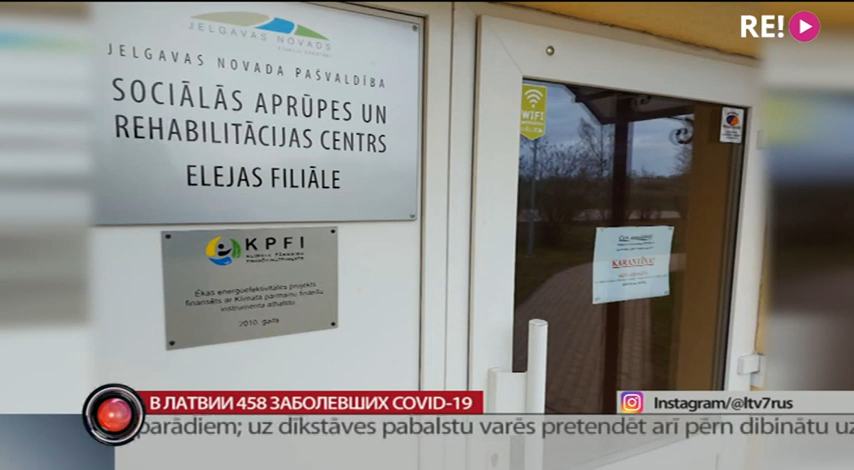 RE!
JELGAVAS NOVADS
JELGAVAS NOVADA PAŠVALDĪBA
SOCIĀLĀS APRŪPES UN
REHABILITĀCIJAS CENTRS
ELEJAS FILIĀLE
WIFI
KPFI
Ēkas energoefektivitātes projekts
finansēts ar Klimata pārmaiņu finanšu
instrumenta atbalstu
2010. gads
KARANTĪNA!
В ЛАТВИИ 458 ЗАБОЛЕВШИХ COVID-19
Instagram/@ltv7rus
parādiem; uz dīkstāves pabalstu varēs pretendēt arī pērn dibinātu uz